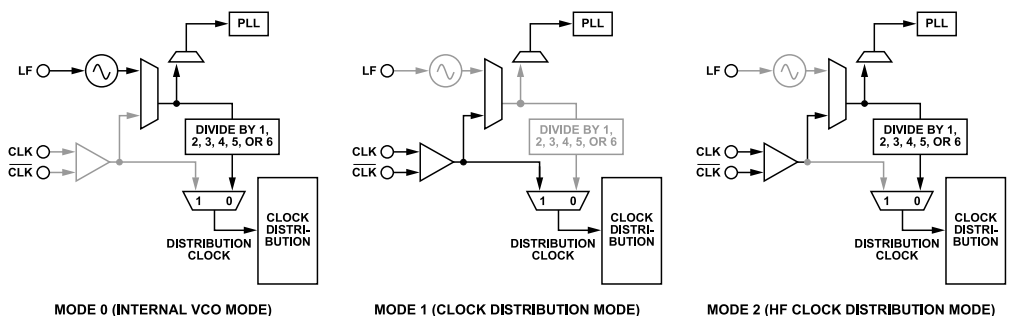 PLL
LF
DIVIDE BY 1,
2, 3, 4, 5, OR 6
CLK
CLK
1 0
CLOCK
DISTRI-
BUTION
DISTRIBUTION
CLOCK
MODE 0 (INTERNAL VCO MODE)
PLL
LF
DIVIDE BY 1,
2, 3, 4, 5, OR 6
CLK
CLK
1 0
CLOCK
DISTRI-
BUTION
DISTRIBUTION
CLOCK
MODE 1 (CLOCK DISTRIBUTION MODE)
PLL
LF
DIVIDE BY 1,
2, 3, 4, 5, OR 6
CLK
CLK
1 0
CLOCK
DISTRI-
BUTION
DISTRIBUTION
CLOCK
MODE 2 (HF CLOCK DISTRIBUTION MODE)